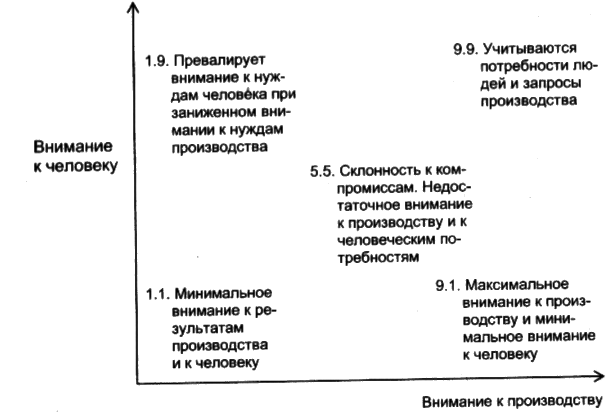 1.9. Превалирует
внимание к нуж-
дам человека при
заниженном вни-
мании к нуждам
производства
9.9. Учитываются
потребности лю-
дей и запросы
производства
Внимание
к человеку
5.5. Склонность к ком-
промиссам. Недос-
таточное внимание
к производству и к
человеческим по-
требностям
1.1. Минимальное
внимание к ре-
зультатам
производства
и к человеку
9.1. Максимальное
внимание к произ-
водству и мини-
мальное внимание
к человеку
Внимание к производству